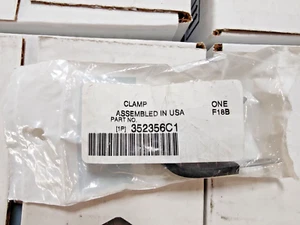 CLAMP ONE
ASSEMBLED IN USA F18B
PART NO.
[1P] 352356C1